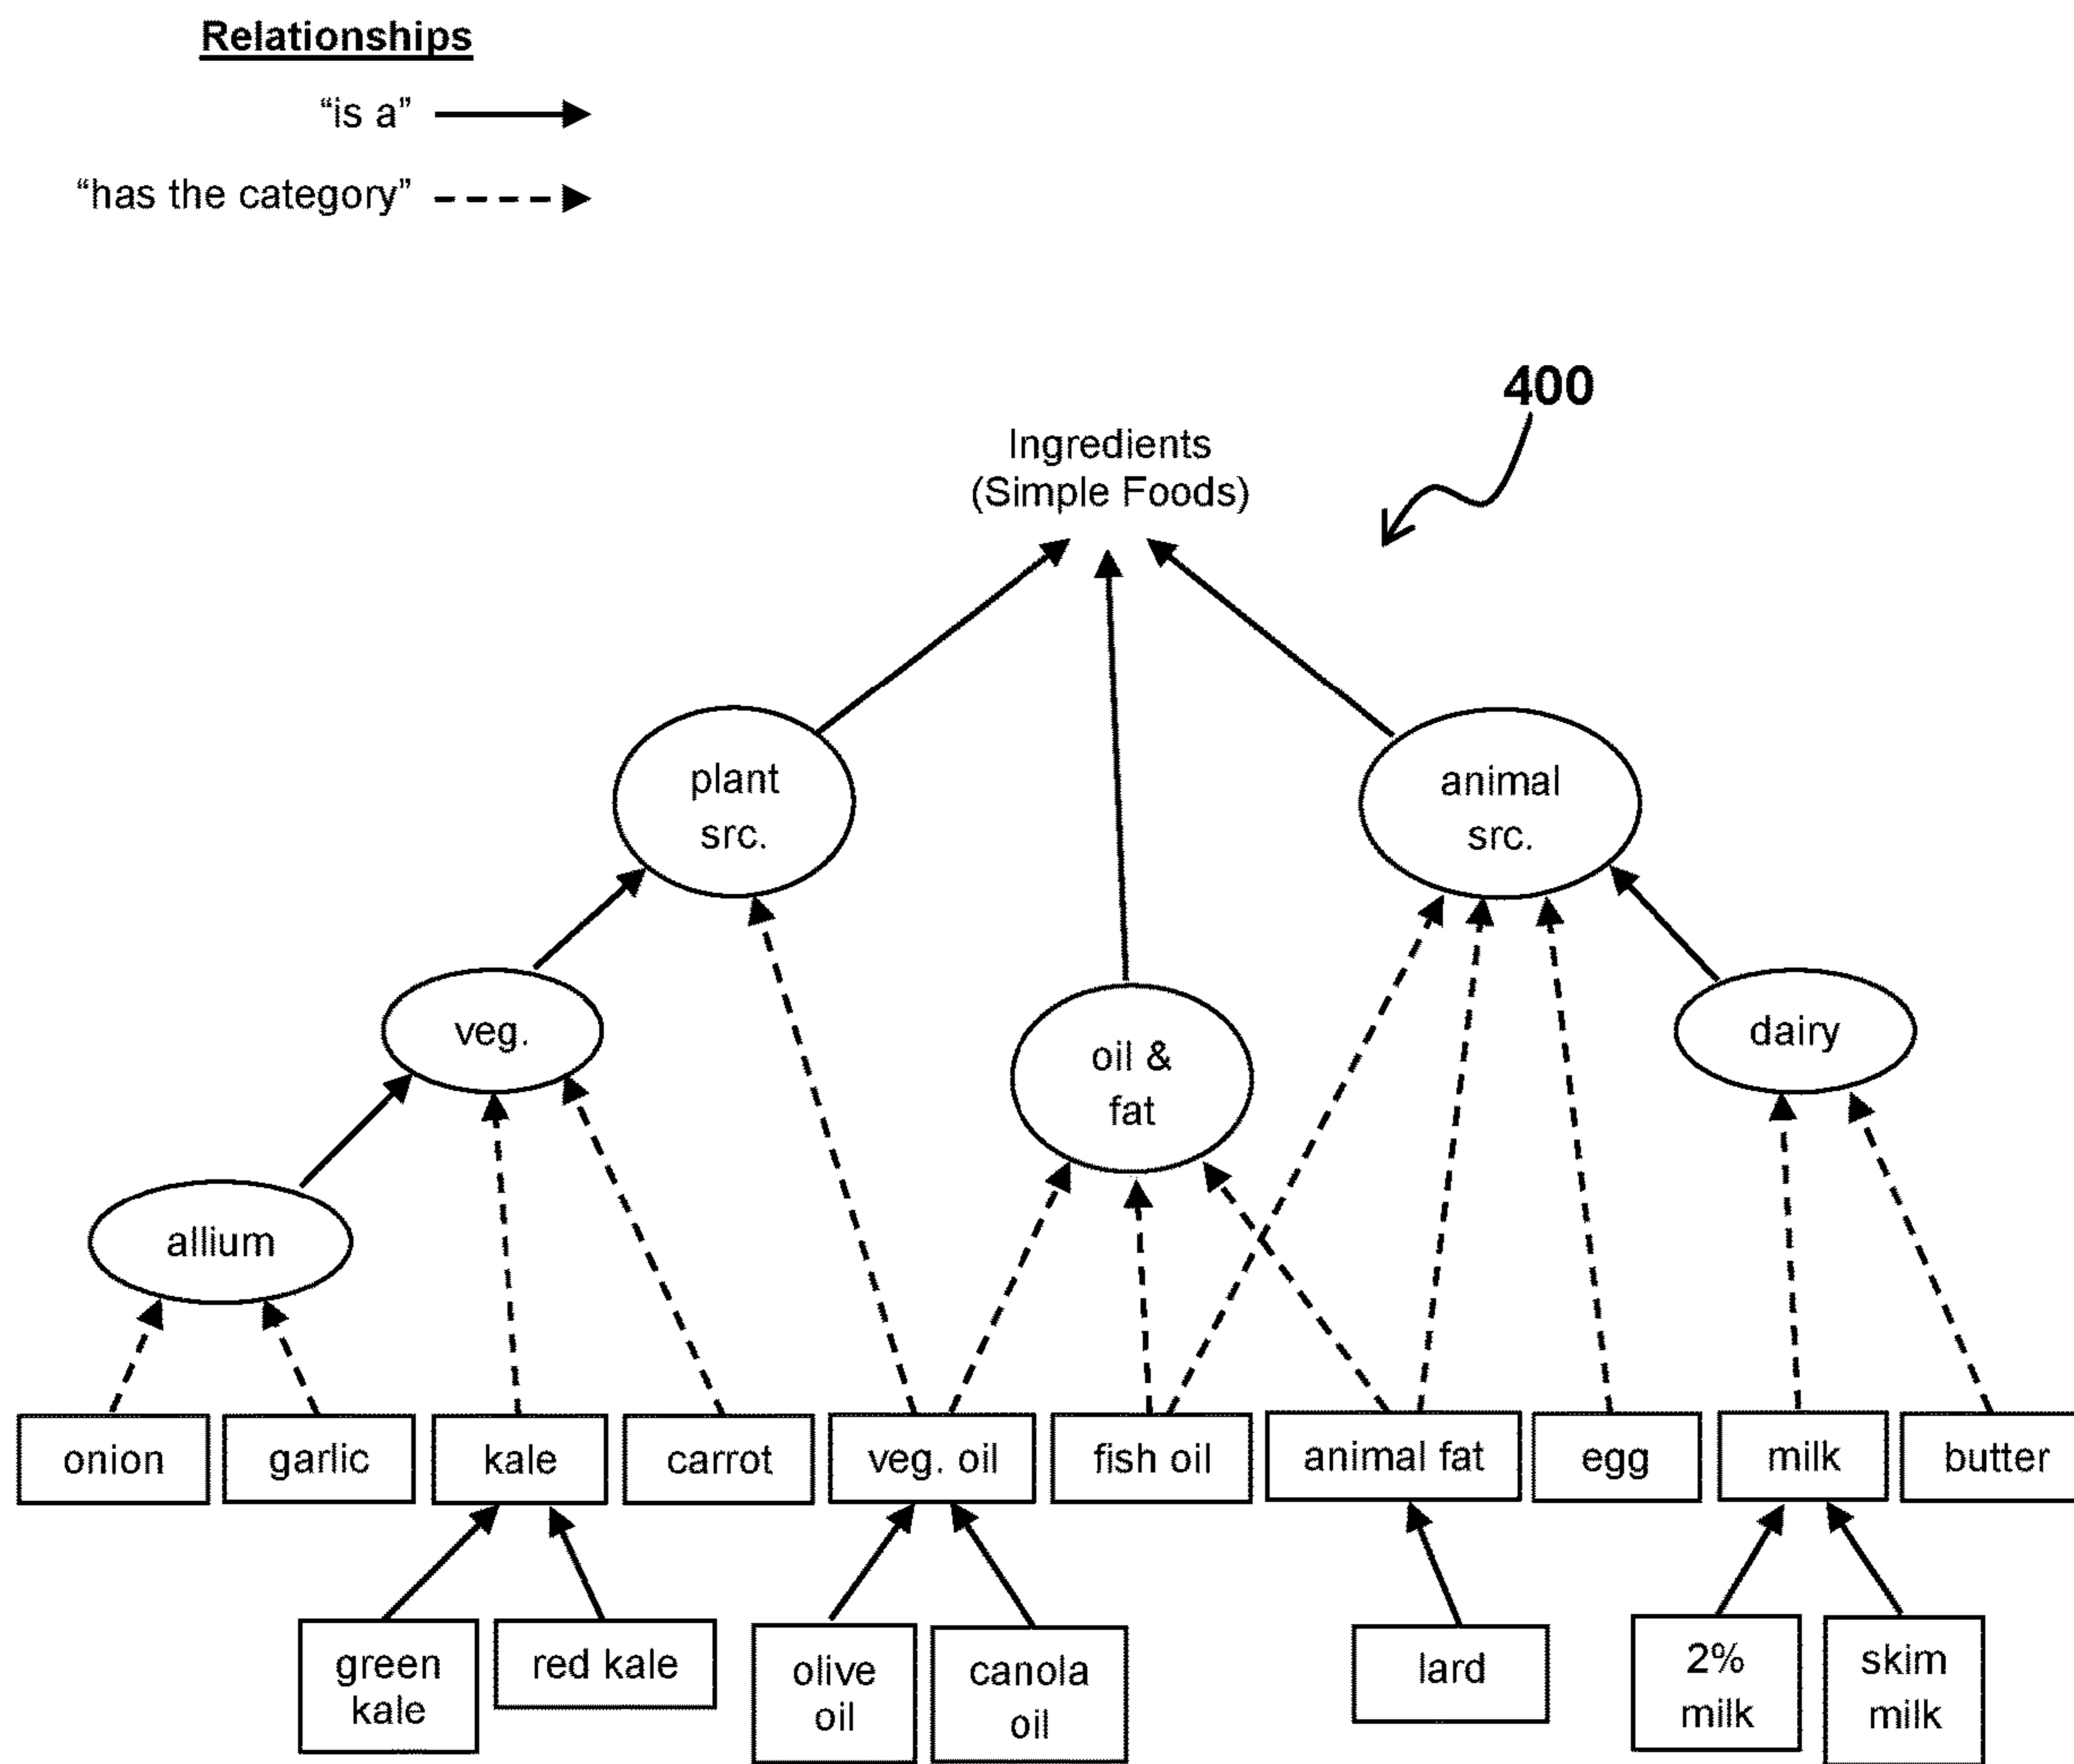 Relationships
“is a”
“has the category”
400
Ingredients
(Simple Foods)
plant
src.
animal
src.
veg.
oil &
fat
dairy
allium
onion
garlic
kale
carrot
veg. oil
fish oil
animal fat
egg
milk
butter
green
kale
red kale
olive
oil
canola
oil
lard
2%
milk
skim
milk